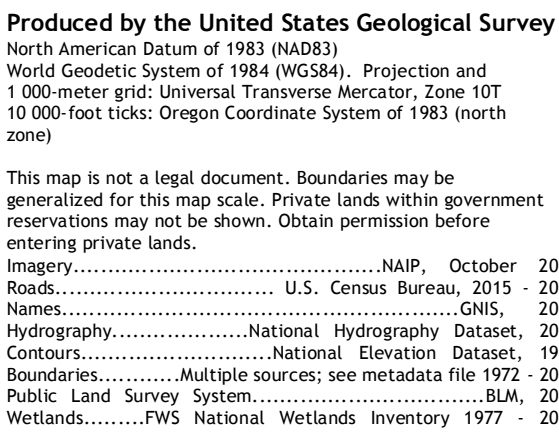 Produced by the United States Geological Survey
North American Datum of 1983 (NAD83)
World Geodetic System of 1984 (WGS84). Projection and
1 000-meter grid: Universal Transverse Mercator, Zone 10T
10 000-foot ticks: Oregon Coordinate System of 1983 (north
zone)
This map is not a legal document. Boundaries may be
generalized for this map scale. Private lands within government
reservations may not be shown. Obtain permission before
entering private lands.
Imagery.............................................NAIP, October 20
Roads................................ U.S. Census Bureau, 2015 - 20
Names..........................................................GNIS, 20
Hydrography....................National Hydrography Dataset, 20
Contours............................National Elevation Dataset, 19
Boundaries............Multiple sources; see metadata file 1972 - 20
Public Land Survey System..................................BLM, 20
Wetlands.........FWS National Wetlands Inventory 1977 - 20